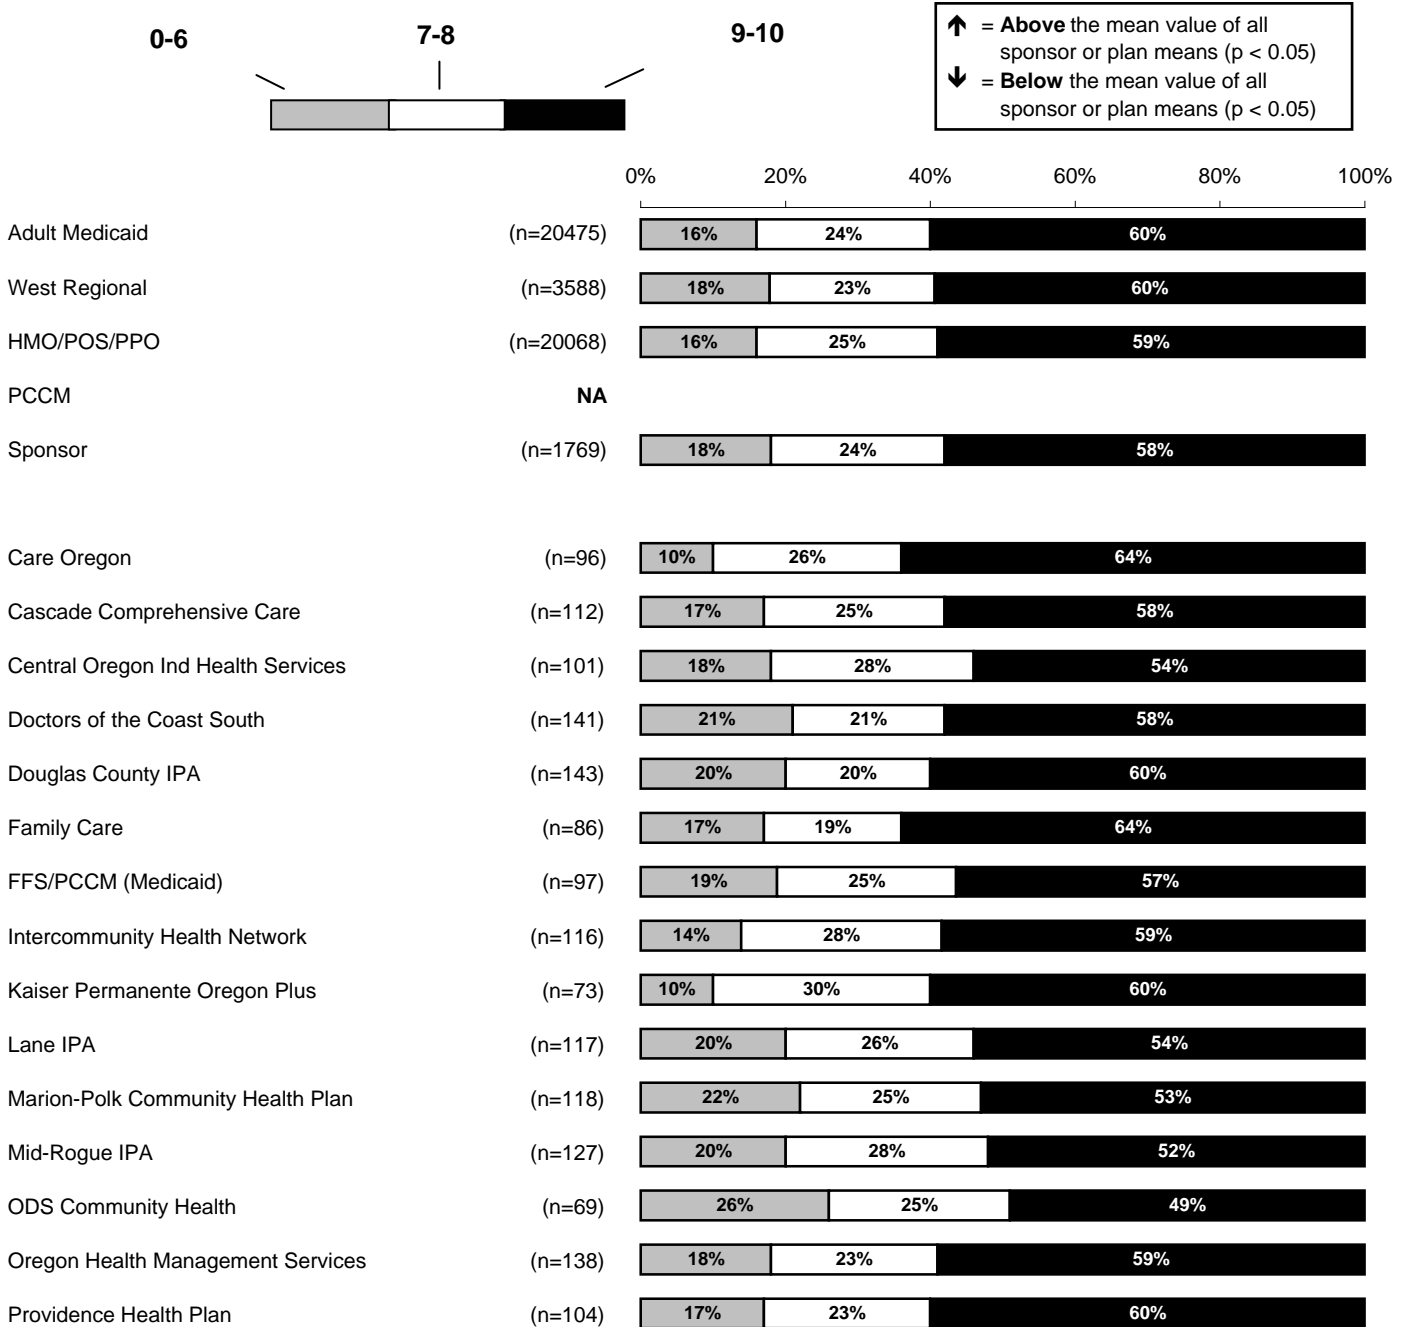 0-6 7-8 9-10
↑ = Above the mean value of all
sponsor or plan means (p < 0.05)
↓ = Below the mean value of all
sponsor or plan means (p < 0.05)
0% 20% 40% 60% 80% 100%
Adult Medicaid (n=20475) 16% 24% 60%
West Regional (n=3588) 18% 23% 60%
HMO/POS/PPO (n=20068) 16% 25% 59%
PCCM NA
Sponsor (n=1769) 18% 24% 58%
Care Oregon (n=96) 10% 26% 64%
Cascade Comprehensive Care (n=112) 17% 25% 58%
Central Oregon Ind Health Services (n=101) 18% 28% 54%
Doctors of the Coast South (n=141) 21% 21% 58%
Douglas County IPA (n=143) 20% 20% 60%
Family Care (n=86) 17% 19% 64%
FFS/PCCM (Medicaid) (n=97) 19% 25% 57%
Intercommunity Health Network (n=116) 14% 28% 59%
Kaiser Permanente Oregon Plus (n=73) 10% 30% 60%
Lane IPA (n=117) 20% 26% 54%
Marion-Polk Community Health Plan (n=118) 22% 25% 53%
Mid-Rogue IPA (n=127) 20% 28% 52%
ODS Community Health (n=69) 26% 25% 49%
Oregon Health Management Services (n=138) 18% 23% 59%
Providence Health Plan (n=104) 17% 23% 60%